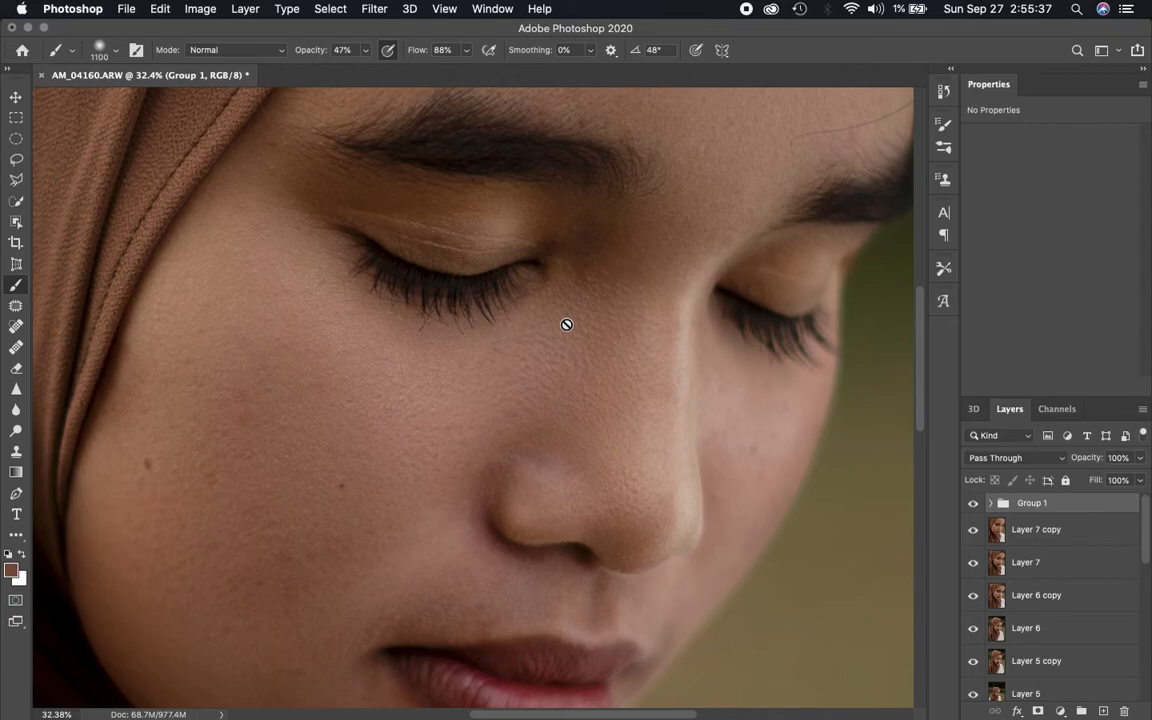 Photoshop File Edit Image Layer Type Select Filter 3D View Window Help 1% Sun Sep 27 2:55:37
Adobe Photoshop 2020
1100 Mode: Normal Opacity: 47% Flow: 88% Smoothing: 0% 48°
AM_04160.ARW @ 32.4% (Group 1, RGB/8) *
Properties
No Properties
3D Layers Channels
Kind
Pass Through Opacity: 100%
Lock: Fill: 100%
Group 1
Layer 7 copy
Layer 7
Layer 6 copy
Layer 6
Layer 5 copy
Layer 5
32.38% Doc: 68.7M/977.4M